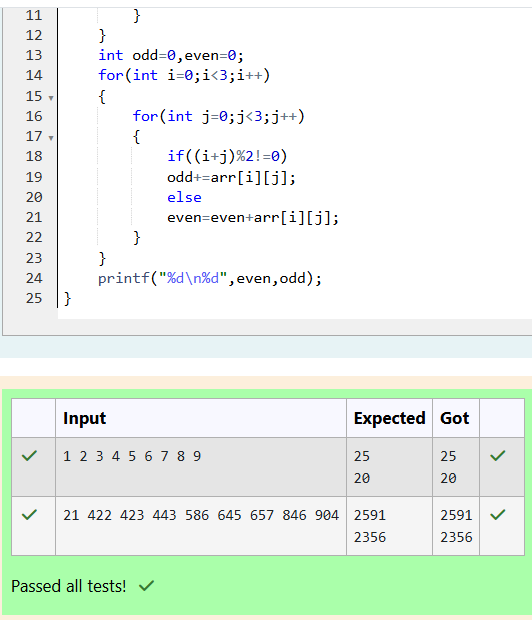 11 }
12 }
13 int odd=0,even=0;
14 for(int i=0;i<3;i++)
15 {
16 for(int j=0;j<3;j++)
17 {
18 if((i+j)%2!=0)
19 odd+=arr[i][j];
20 else
21 even=even+arr[i][j];
22 }
23 }
24 printf("%d\n%d",even,odd);
25 }
Input Expected Got
1 2 3 4 5 6 7 8 9 25 25
20 20
21 422 423 443 586 645 657 846 904 2591 2591
2356 2356
Passed all tests!